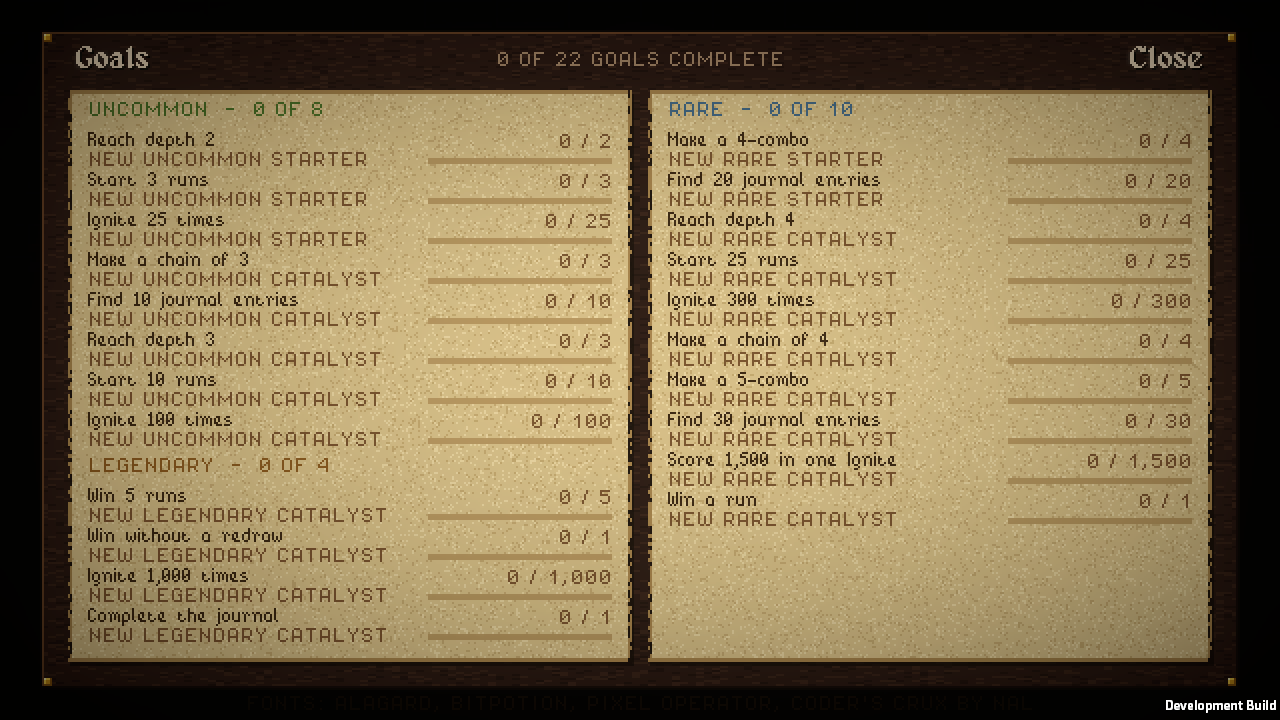 Goals
0 OF 22 GOALS COMPLETE
Close
UNCOMMON - 0 OF 8
Reach depth 2 0 / 2
NEW UNCOMMON STARTER
Start 3 runs 0 / 3
NEW UNCOMMON STARTER
Ignite 25 times 0 / 25
NEW UNCOMMON STARTER
Make a chain of 3 0 / 3
NEW UNCOMMON CATALYST
Find 10 journal entries 0 / 10
NEW UNCOMMON CATALYST
Reach depth 3 0 / 3
NEW UNCOMMON CATALYST
Start 10 runs 0 / 10
NEW UNCOMMON CATALYST
Ignite 100 times 0 / 100
NEW UNCOMMON CATALYST
LEGENDARY - 0 OF 4
Win 5 runs 0 / 5
NEW LEGENDARY CATALYST
Win without a redraw 0 / 1
NEW LEGENDARY CATALYST
Ignite 1,000 times 0 / 1,000
NEW LEGENDARY CATALYST
Complete the journal 0 / 1
NEW LEGENDARY CATALYST
RARE - 0 OF 10
Make a 4-combo 0 / 4
NEW RARE STARTER
Find 20 journal entries 0 / 20
NEW RARE STARTER
Reach depth 4 0 / 4
NEW RARE CATALYST
Start 25 runs 0 / 25
NEW RARE CATALYST
Ignite 300 times 0 / 300
NEW RARE CATALYST
Make a chain of 4 0 / 4
NEW RARE CATALYST
Make a 5-combo 0 / 5
NEW RARE CATALYST
Find 30 journal entries 0 / 30
NEW RARE CATALYST
Score 1,500 in one Ignite 0 / 1,500
NEW RARE CATALYST
Win a run 0 / 1
NEW RARE CATALYST
FONTS: ALAGARD, BITPOTION, PIXEL OPERATOR, CODER'S CRUX BY NAL
Development Build